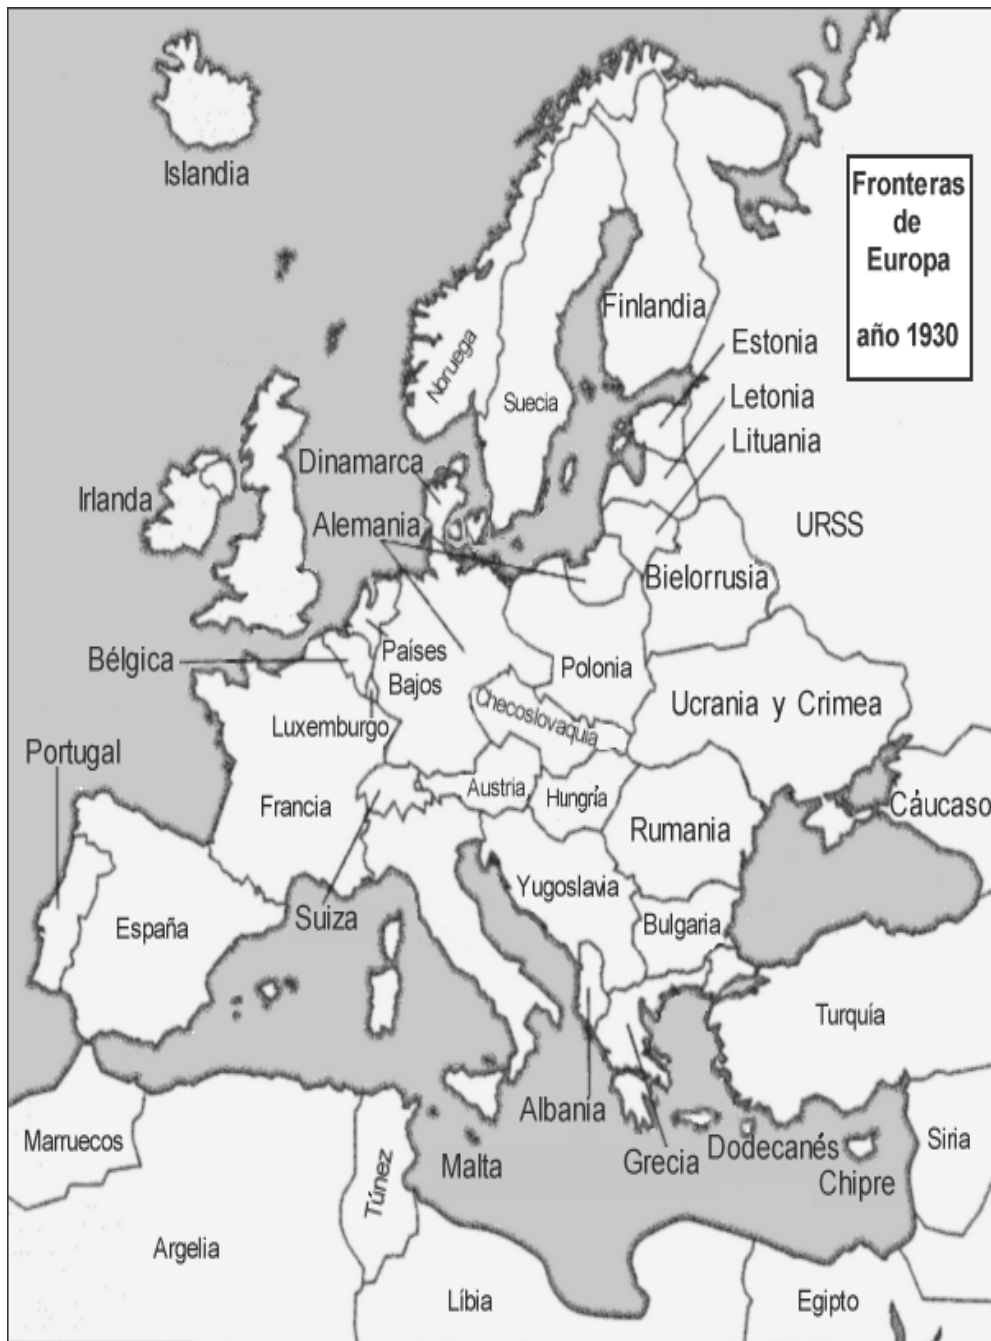 Islandia
Fronteras
de
Europa
año 1930
Finlandia
Noruega
Suecia
Estonia
Letonia
Lituania
Dinamarca
Irlanda
Alemania
URSS
Bielorrusia
Bélgica
Países
Bajos
Polonia
Luxemburgo
Checoslovaquia
Ucrania y Crimea
Portugal
Francia
Austria
Hungría
Cáucaso
Rumania
Yugoslavia
España
Suiza
Bulgaria
Turquía
Albania
Marruecos
Túnez
Malta
Grecia
Dodecanés
Siria
Chipre
Argelia
Líbia
Egipto